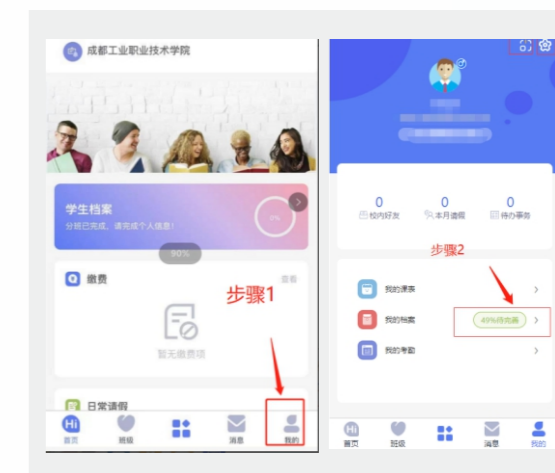 成都工业职业技术学院
学生档案
分班已完成，请完成个人信息！
90%
缴费
查看
步骤1
暂无缴费项
日常请假
Hi
首页
班级
消息
我的
0
0
0
校内好友
本月请假
待办事务
步骤2
我的课表
我的档案
49%待完善
我的考勤
Hi
首页
班级
消息
我的